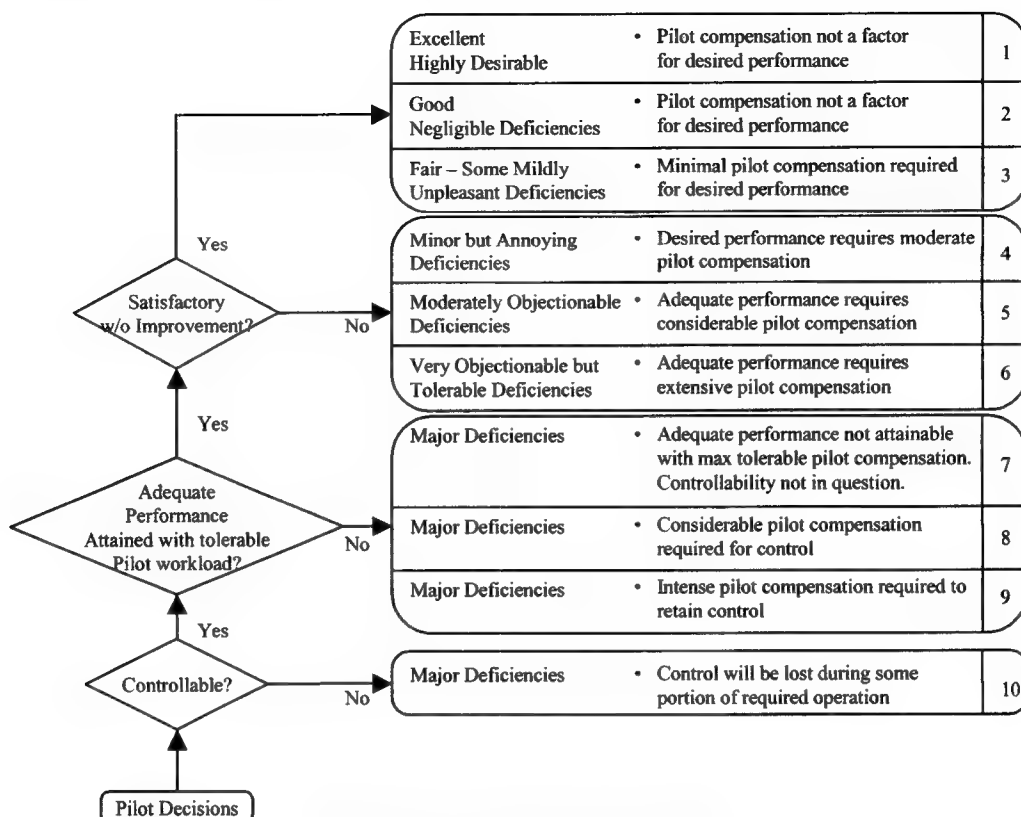 Excellent
Highly Desirable
• Pilot compensation not a factor
for desired performance
1
Good
Negligible Deficiencies
• Pilot compensation not a factor
for desired performance
2
Fair – Some Mildly
Unpleasant Deficiencies
• Minimal pilot compensation required
for desired performance
3
Yes
Satisfactory
w/o Improvement?
No
Minor but Annoying
Deficiencies
• Desired performance requires moderate
pilot compensation
4
Moderately Objectionable
Deficiencies
• Adequate performance requires
considerable pilot compensation
5
Very Objectionable but
Tolerable Deficiencies
• Adequate performance requires
extensive pilot compensation
6
Yes
Adequate
Performance
Attained with tolerable
Pilot workload?
No
Major Deficiencies
• Adequate performance not attainable
with max tolerable pilot compensation.
Controllability not in question.
7
Major Deficiencies
• Considerable pilot compensation
required for control
8
Major Deficiencies
• Intense pilot compensation required to
retain control
9
Yes
Controllable?
No
Major Deficiencies
• Control will be lost during some
portion of required operation
10
Pilot Decisions